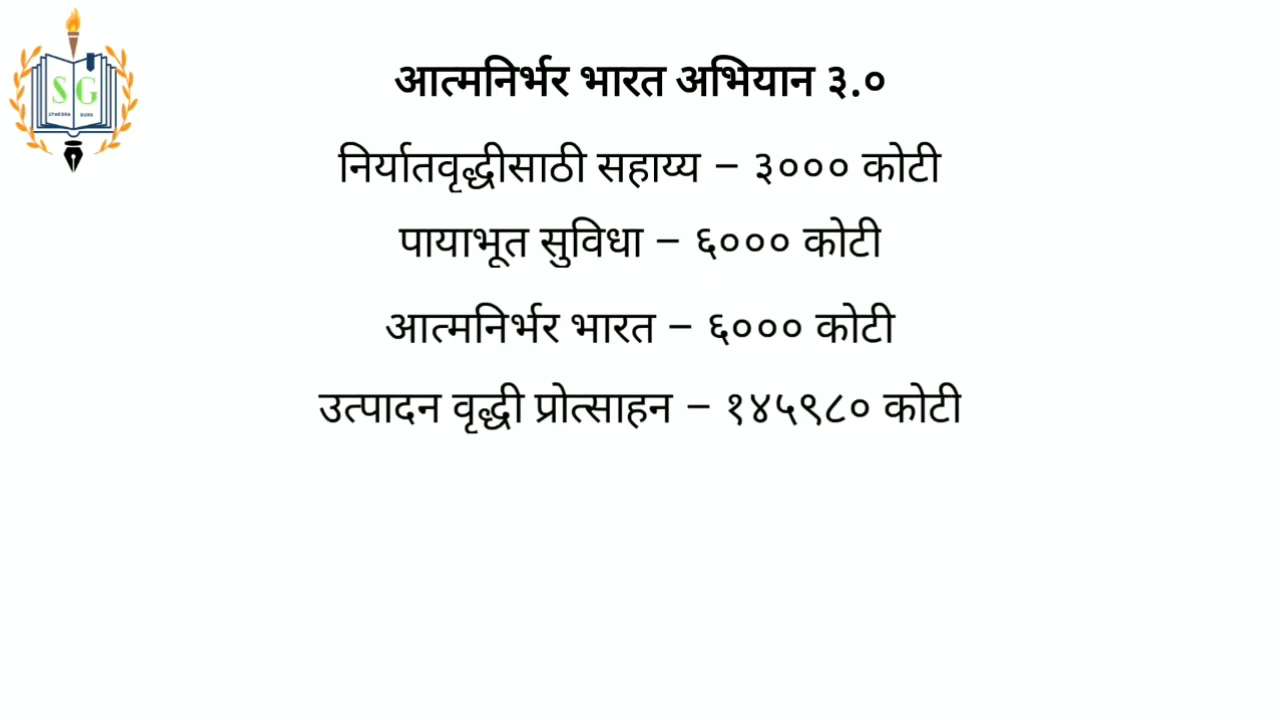 S G
आत्मनिर्भर भारत अभियान ३.०
निर्यातवृद्धीसाठी सहाय्य – ३००० कोटी
पायाभूत सुविधा – ६००० कोटी
आत्मनिर्भर भारत – ६००० कोटी
उत्पादन वृद्धी प्रोत्साहन – १४५९८० कोटी